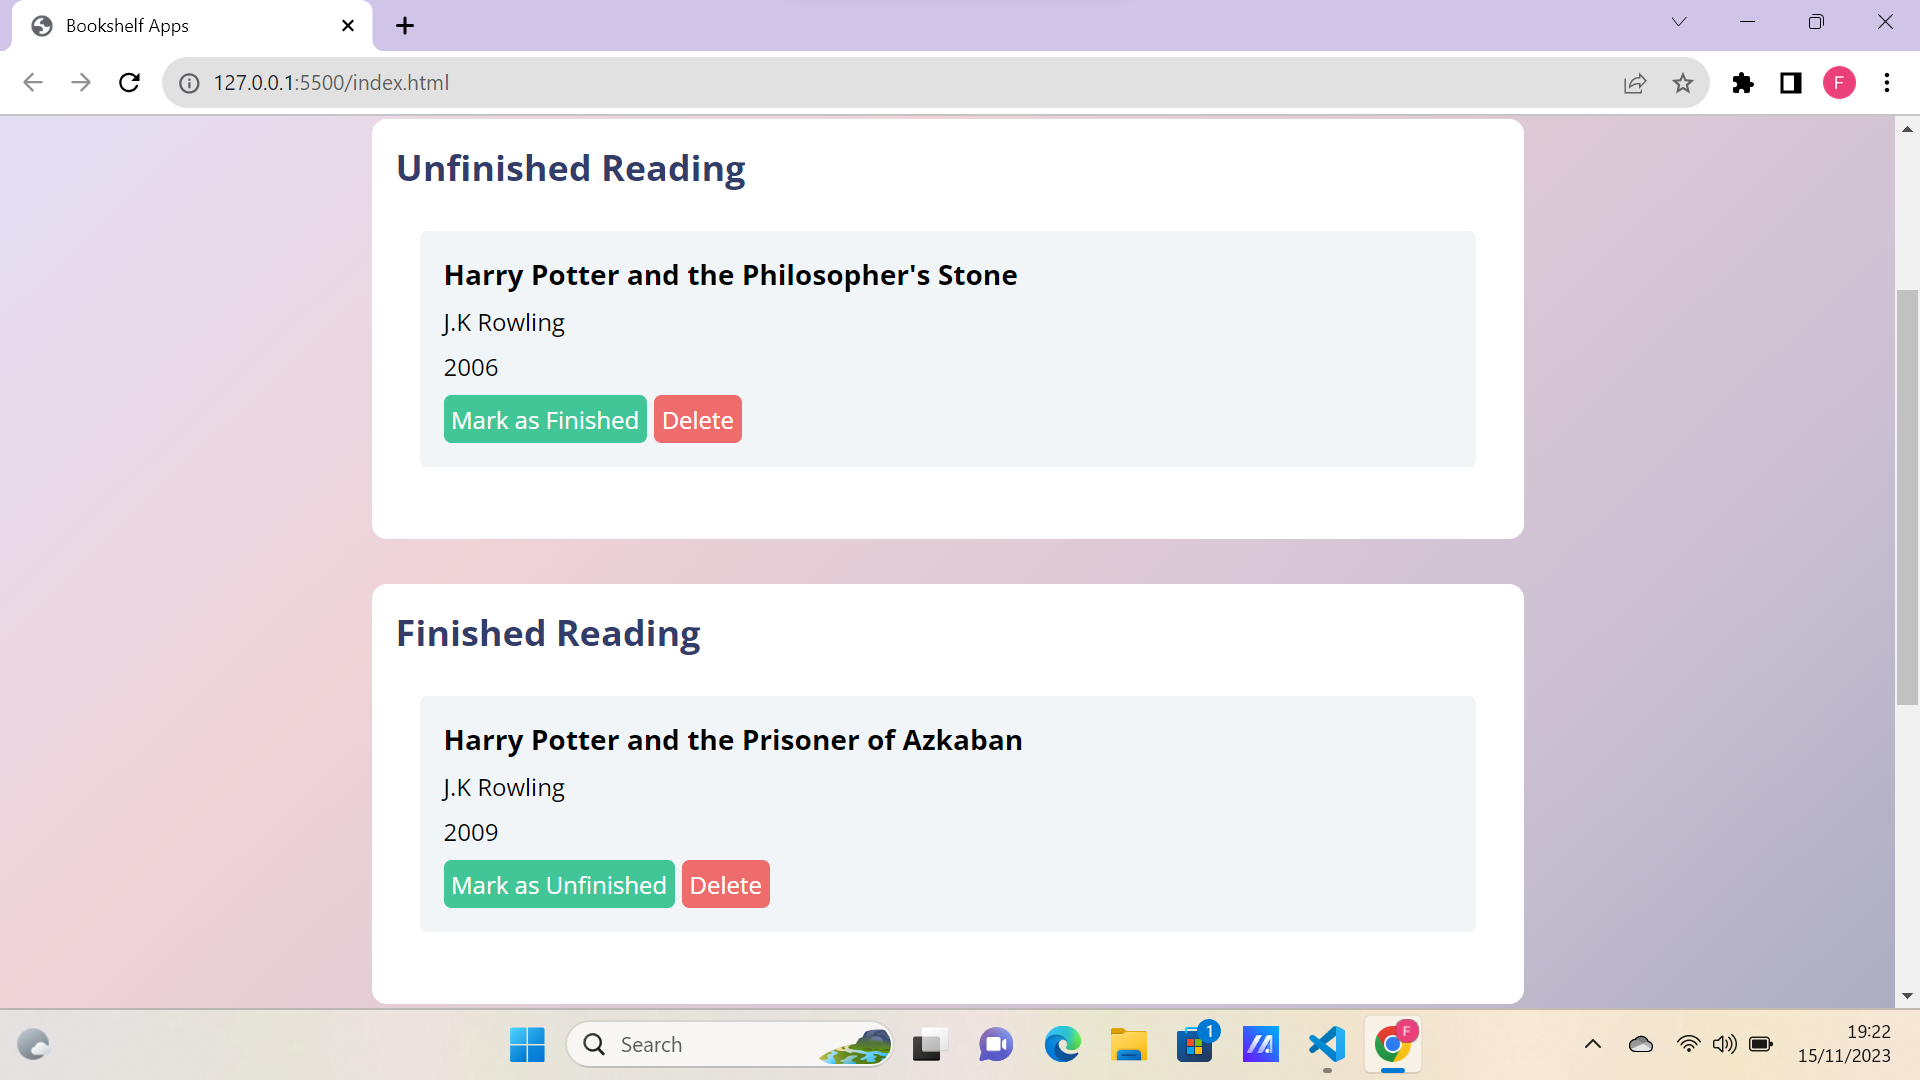 Bookshelf Apps
127.0.0.1:5500/index.html
F
Unfinished Reading
Harry Potter and the Philosopher's Stone
J.K Rowling
2006
Mark as Finished Delete
Finished Reading
Harry Potter and the Prisoner of Azkaban
J.K Rowling
2009
Mark as Unfinished Delete
Search
1
F
19:22
15/11/2023